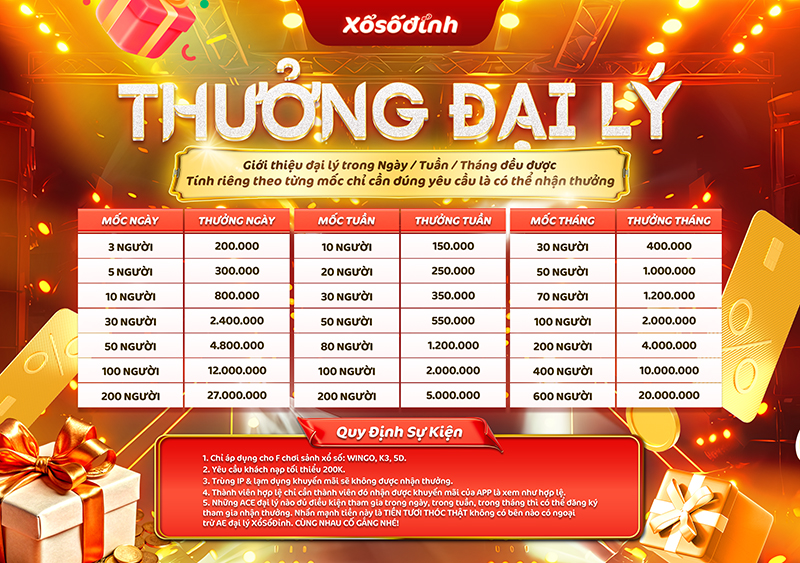 Xổsốđỉnh
THƯỞNG ĐẠI LÝ
Giới thiệu đại lý trong Ngày / Tuần / Tháng đều được
Tính riêng theo từng mốc chỉ cần đúng yêu cầu là có thể nhận thưởng
MỐC NGÀY THƯỞNG NGÀY MỐC TUẦN THƯỞNG TUẦN MỐC THÁNG THƯỞNG THÁNG
3 NGƯỜI 200.000 10 NGƯỜI 150.000 30 NGƯỜI 400.000
5 NGƯỜI 300.000 20 NGƯỜI 250.000 50 NGƯỜI 1.000.000
10 NGƯỜI 800.000 30 NGƯỜI 350.000 70 NGƯỜI 1.200.000
30 NGƯỜI 2.400.000 50 NGƯỜI 550.000 100 NGƯỜI 2.000.000
50 NGƯỜI 4.800.000 80 NGƯỜI 1.200.000 200 NGƯỜI 4.000.000
100 NGƯỜI 12.000.000 100 NGƯỜI 2.000.000 400 NGƯỜI 10.000.000
200 NGƯỜI 27.000.000 200 NGƯỜI 5.000.000 600 NGƯỜI 20.000.000
Quy Định Sự Kiện
1. Chỉ áp dụng cho F chơi sảnh xổ số: WINGO, K3, 5D.
2. Yêu cầu khách nạp tối thiểu 200K.
3. Trùng IP & lạm dụng khuyến mãi sẽ không được nhận thưởng.
4. Thành viên hợp lệ chỉ cần thành viên đó nhận được khuyến mãi của APP là xem như hợp lệ.
5. Những ACE đại lý nào đủ điều kiện tham gia trong ngày, trong tuần, trong tháng thì có thể đăng ký
tham gia nhận thưởng. Nhấn mạnh tiền này là TIỀN TƯƠI THÓC THẬT không có bên nào có ngoại
trừ AE đại lý XổSốĐỉnh. CÙNG NHAU CỐ GẮNG NHÉ!